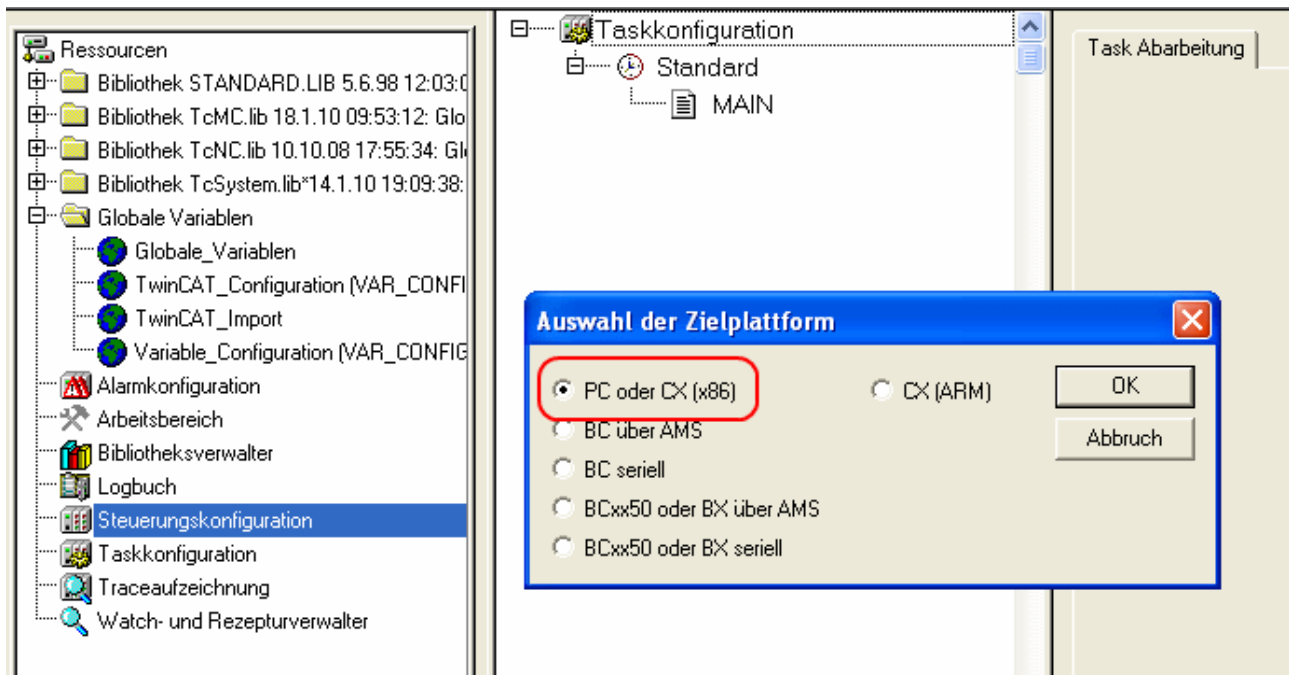 Ressourcen
Bibliothek STANDARD.LIB 5.6.98 12:03:0
Bibliothek TcMC.lib 18.1.10 09:53:12: Glo
Bibliothek TcNC.lib 10.10.08 17:55:34: Gl
Bibliothek TcSystem.lib*14.1.10 19:09:38:
Globale Variablen
Globale_Variablen
TwinCAT_Configuration (VAR_CONFI
TwinCAT_Import
Variable_Configuration (VAR_CONFIG
Alarmkonfiguration
Arbeitsbereich
Bibliotheksverwalter
Logbuch
Steuerungskonfiguration
Taskkonfiguration
Traceaufzeichnung
Watch- und Rezepturverwalter
Taskkonfiguration
Standard
MAIN
Task Abarbeitung
Auswahl der Zielplattform
PC oder CX (x86)
CX (ARM)
OK
BC über AMS
Abbruch
BC seriell
BCxx50 oder BX über AMS
BCxx50 oder BX seriell